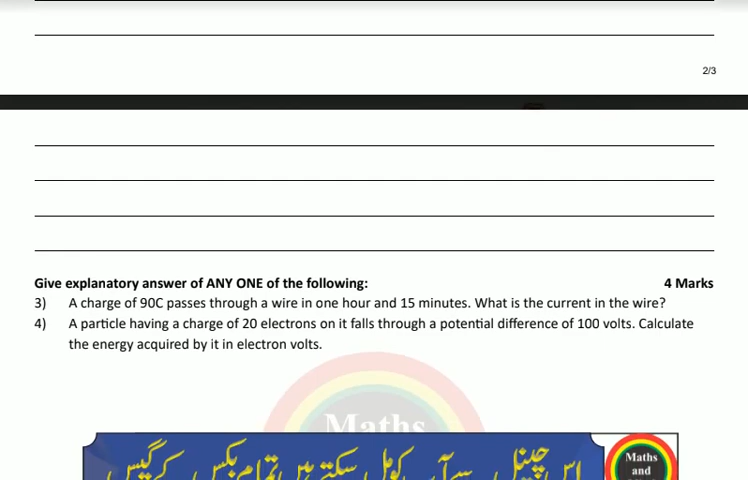 2/3
Give explanatory answer of ANY ONE of the following: 4 Marks
3) A charge of 90C passes through a wire in one hour and 15 minutes. What is the current in the wire?
4) A particle having a charge of 20 electrons on it falls through a potential difference of 100 volts. Calculate
the energy acquired by it in electron volts.
Maths
اس چینل سے آپ کو مل سکتے ہیں تمام بکس کے گیس
Maths
and